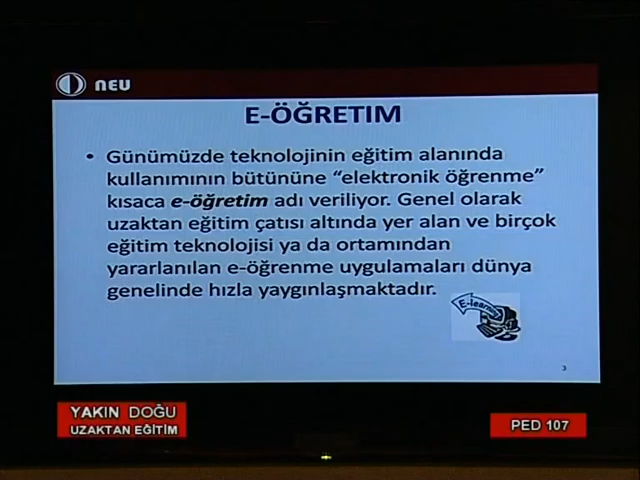 NEU
E-ÖĞRETIM
• Günümüzde teknolojinin eğitim alanında
kullanımının bütününe “elektronik öğrenme”
kısaca e-öğretim adı veriliyor. Genel olarak
uzaktan eğitim çatısı altında yer alan ve birçok
eğitim teknolojisi ya da ortamından
yararlanılan e-öğrenme uygulamaları dünya
genelinde hızla yaygınlaşmaktadır.
E-learning
3
YAKIN DOĞU
UZAKTAN EĞİTİM
PED 107